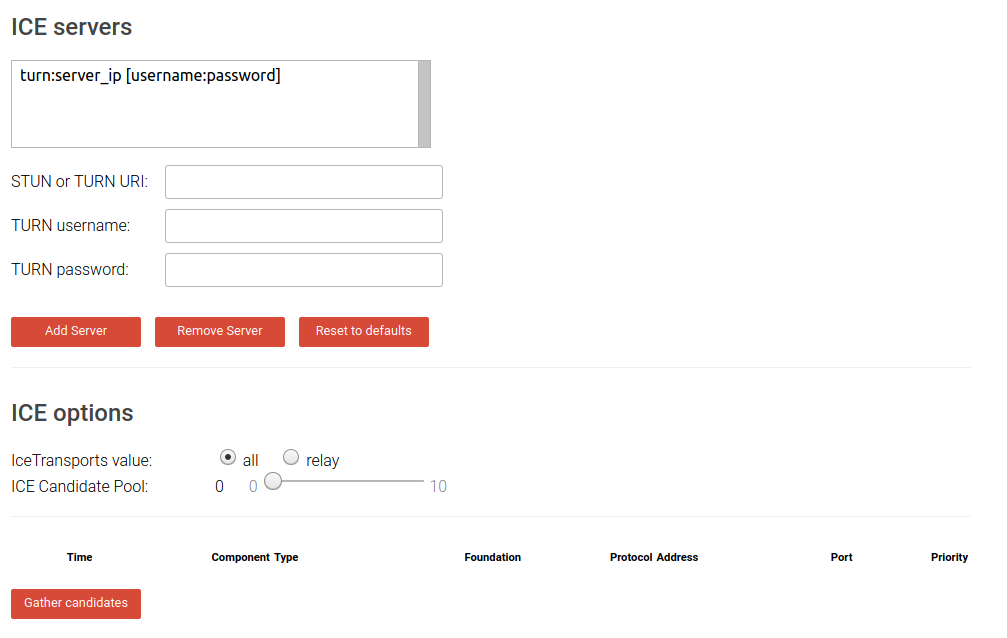 ICE servers
turn:server_ip [username:password]
STUN or TURN URI:
TURN username:
TURN password:
Add Server Remove Server Reset to defaults
ICE options
IceTransports value: all relay
ICE Candidate Pool: 0 0 10
Time Component Type Foundation Protocol Address Port Priority
Gather candidates